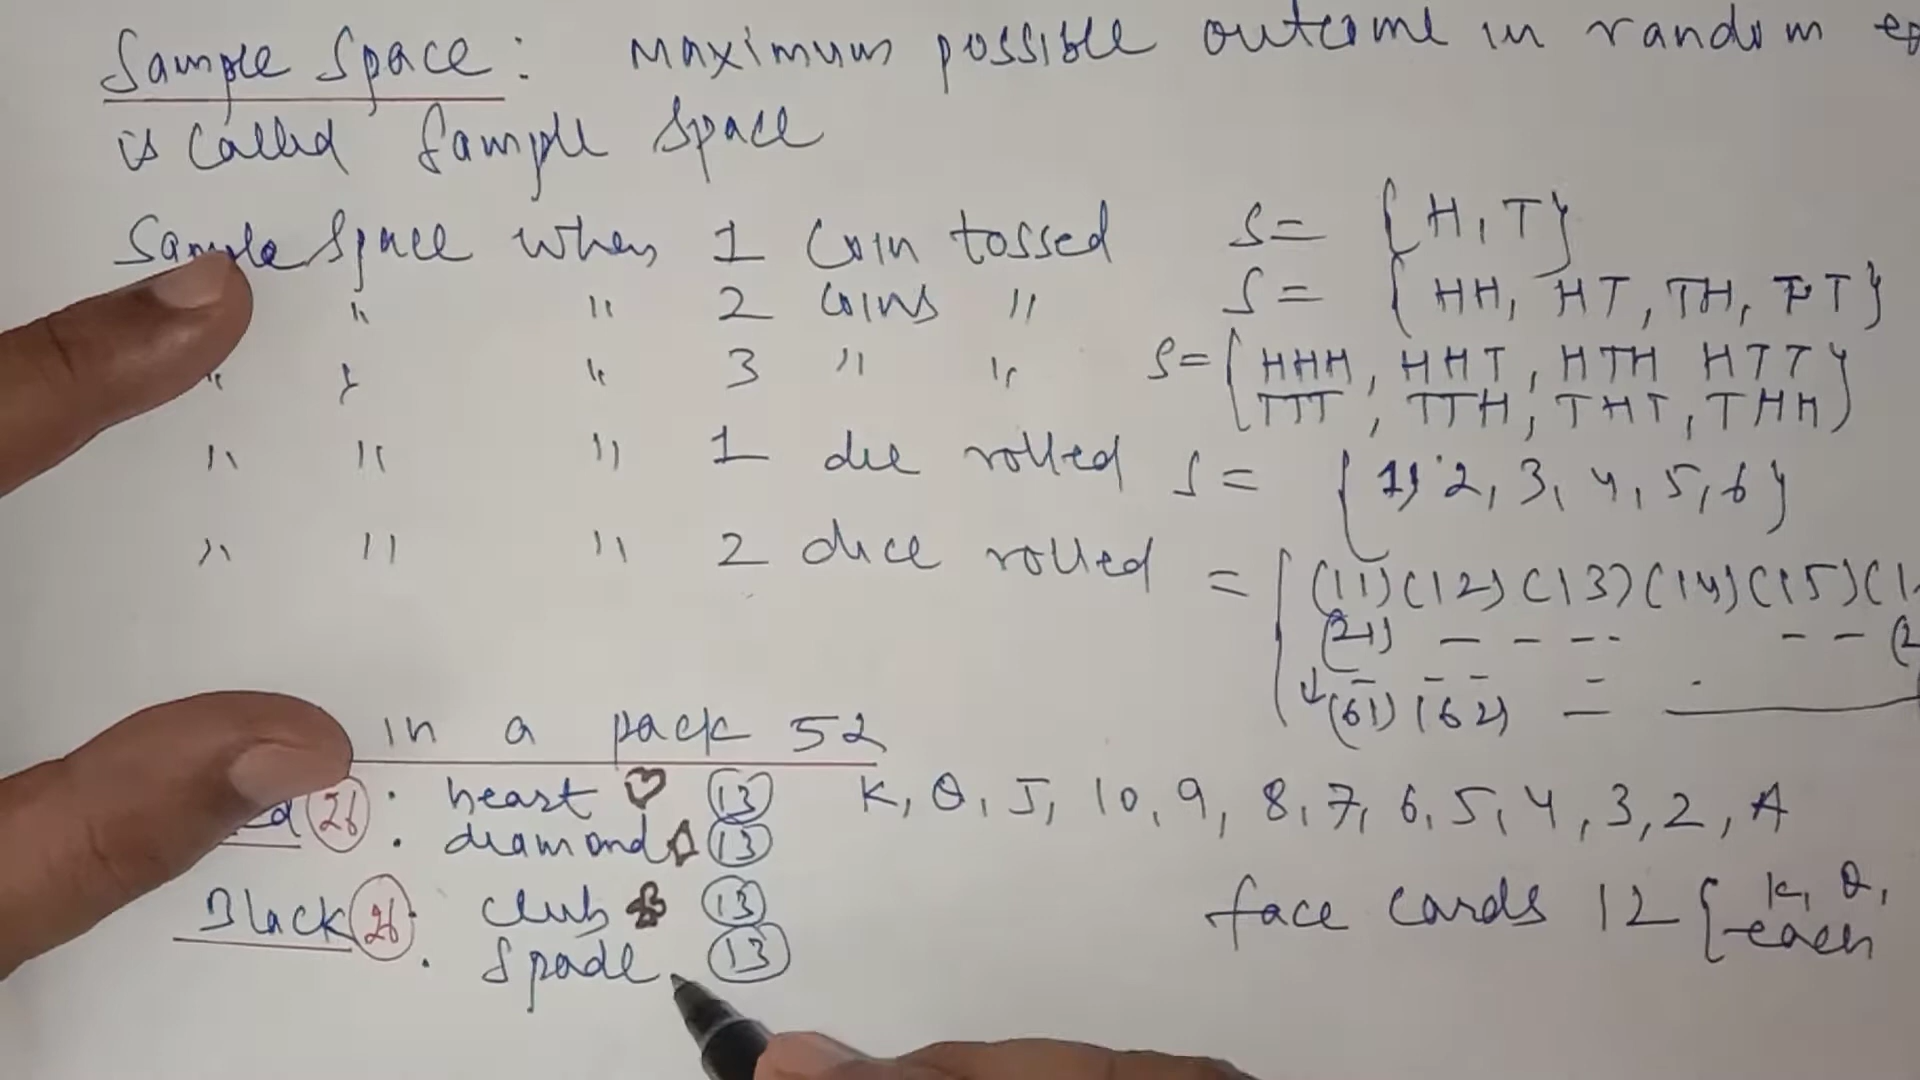 Sample Space: Maximum possible outcome in random
is called Sample Space
Sample Space when 1 Coin tossed S= {H, T}
" " 2 coins " S= {HH, HT, TH, TT}
" " " 3 " " S= {HHH, HHT, HTH HTT
TTT, TTH, THT, THH}
" " " 1 die rolled S= {1, 2, 3, 4, 5, 6}
" " " 2 dice rolled = {(11) (12) (13) (14) (15) (1
(21) - - - - - (2
↓ - - - -
(61) (62) -
in a pack 52
26 : heart ♡ 13 K, Q, J, 10, 9, 8, 7, 6, 5, 4, 3, 2, A
. diamond ♢ 13
Black 26 : club ♣ 13 face cards 12 { K, Q,
. Spade 13 each